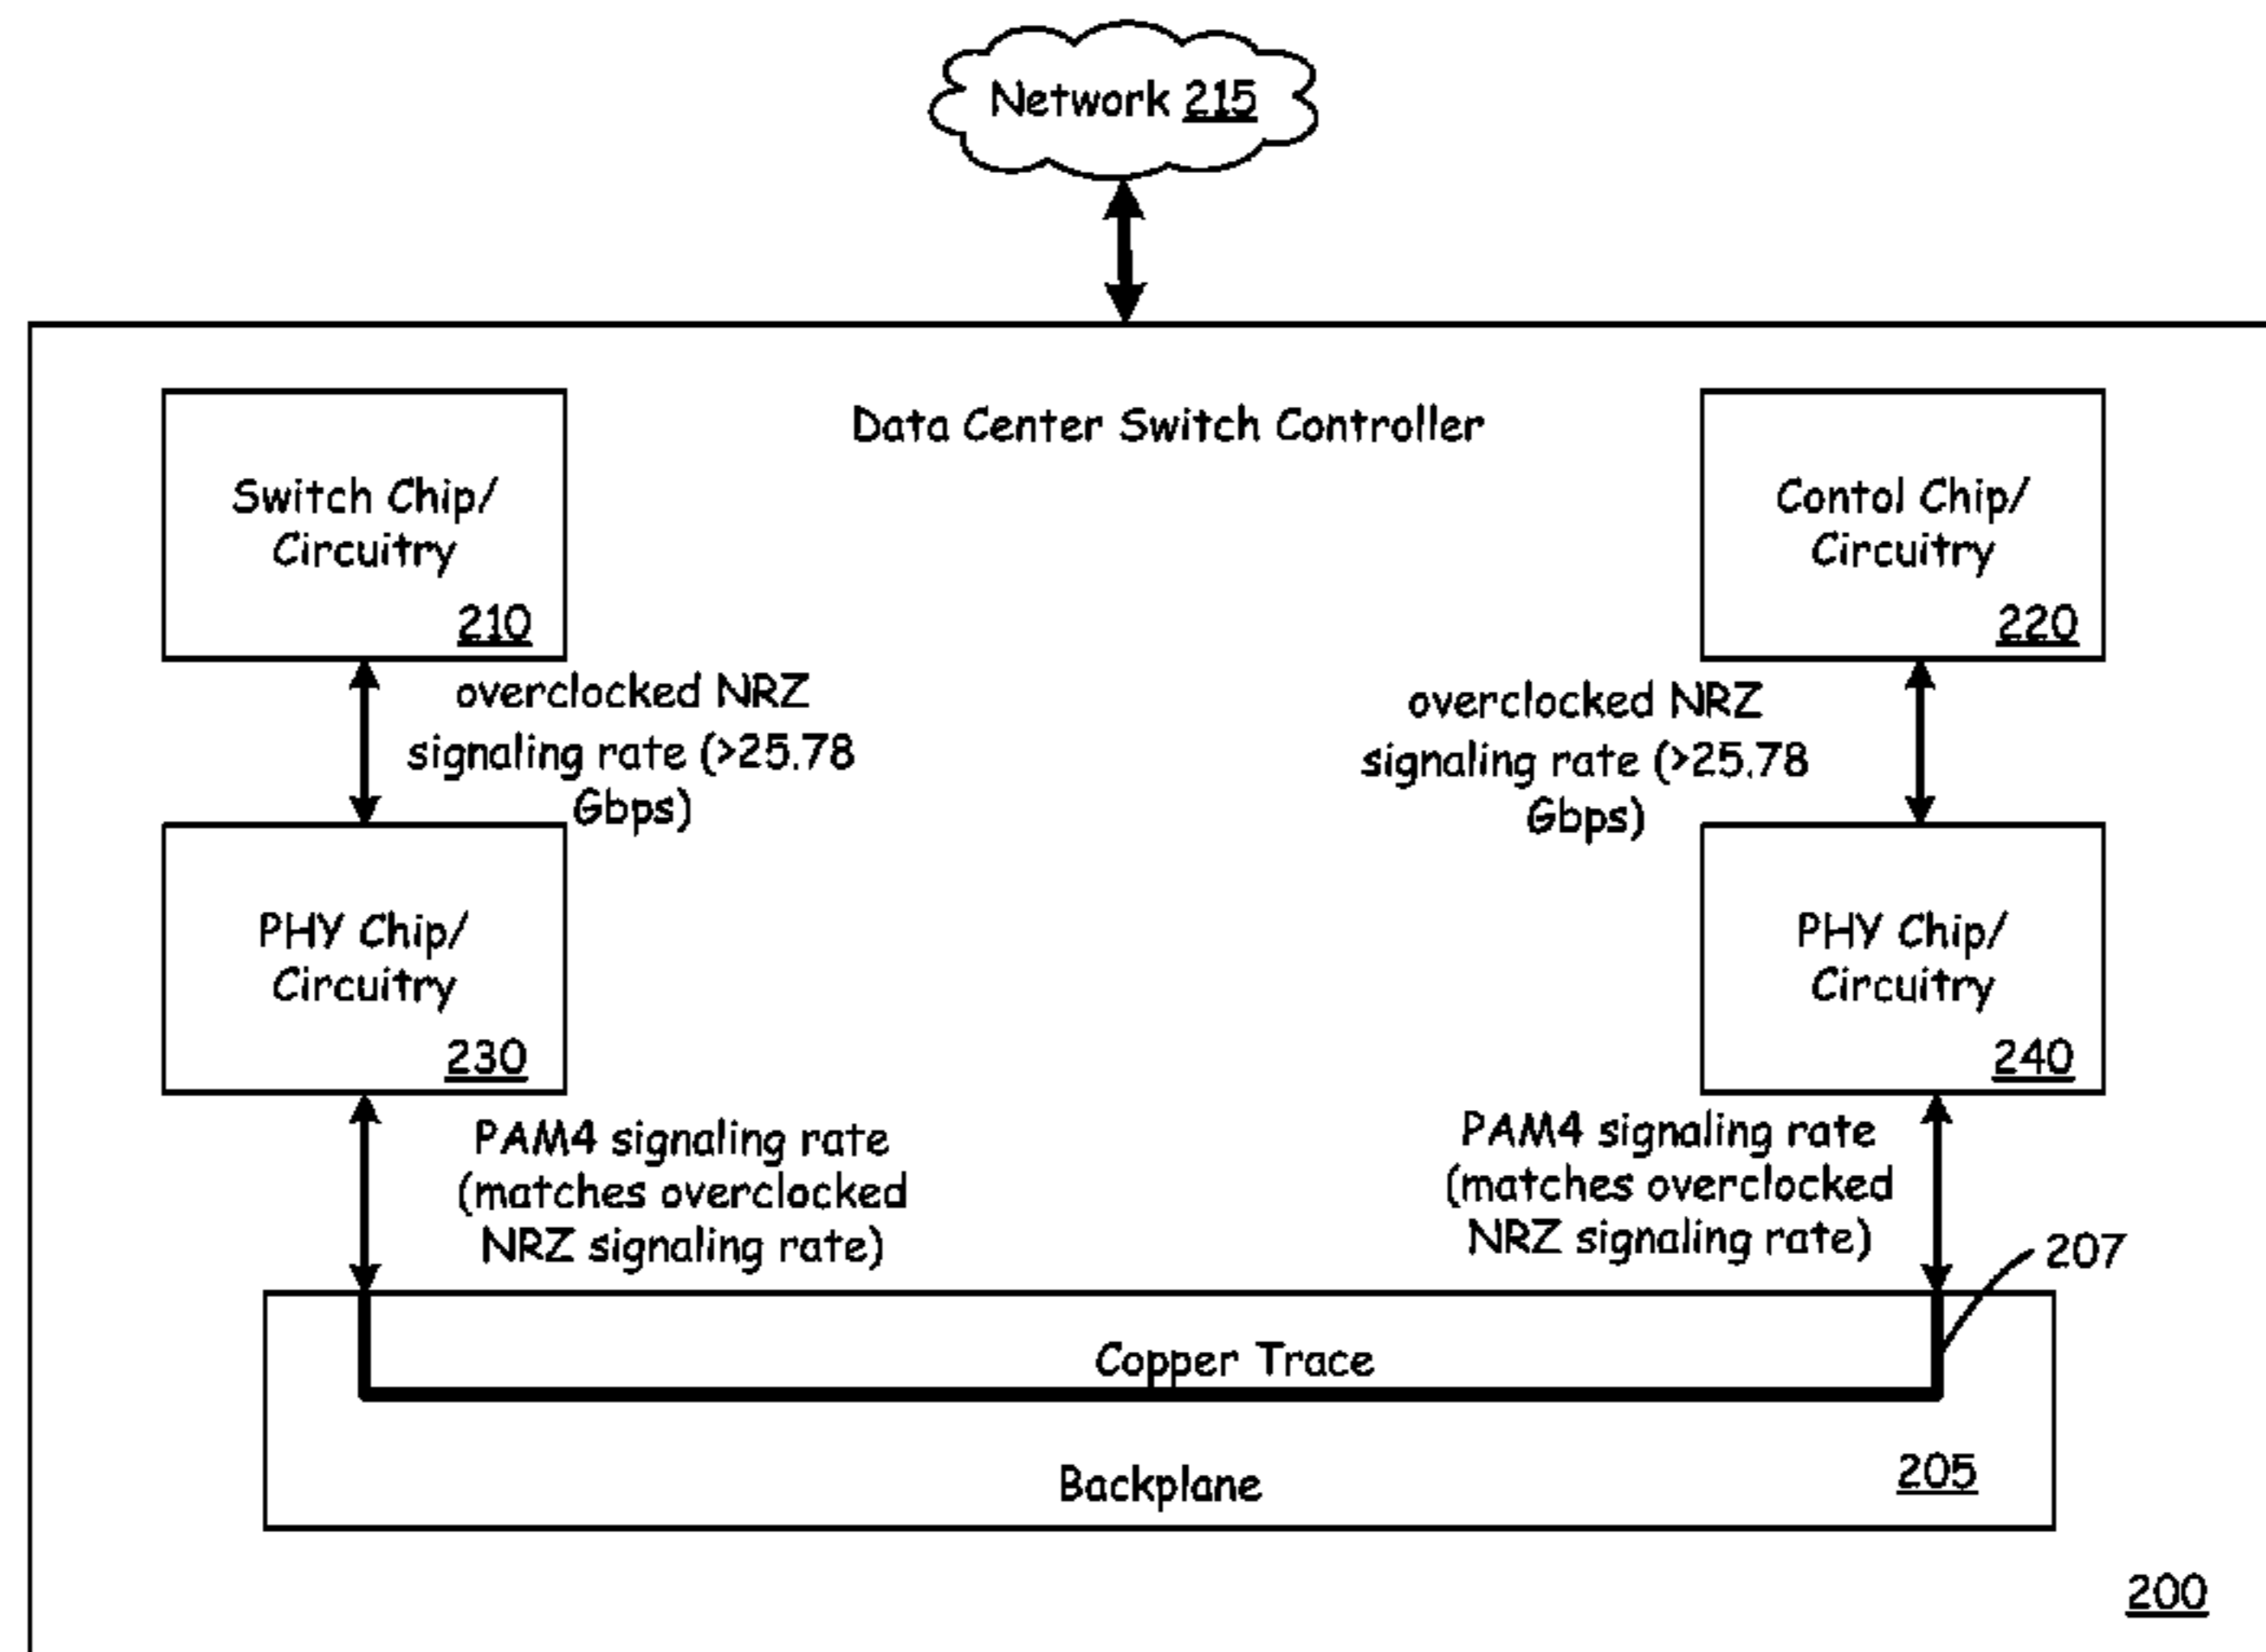 Network 215
Data Center Switch Controller
Switch Chip/
Circuitry
210
Contol Chip/
Circuitry
220
overclocked NRZ
signaling rate (>25.78
Gbps)
overclocked NRZ
signaling rate (>25.78
Gbps)
PHY Chip/
Circuitry
230
PHY Chip/
Circuitry
240
PAM4 signaling rate
(matches overclocked
NRZ signaling rate)
PAM4 signaling rate
(matches overclocked
NRZ signaling rate)
207
Copper Trace
Backplane
205
200